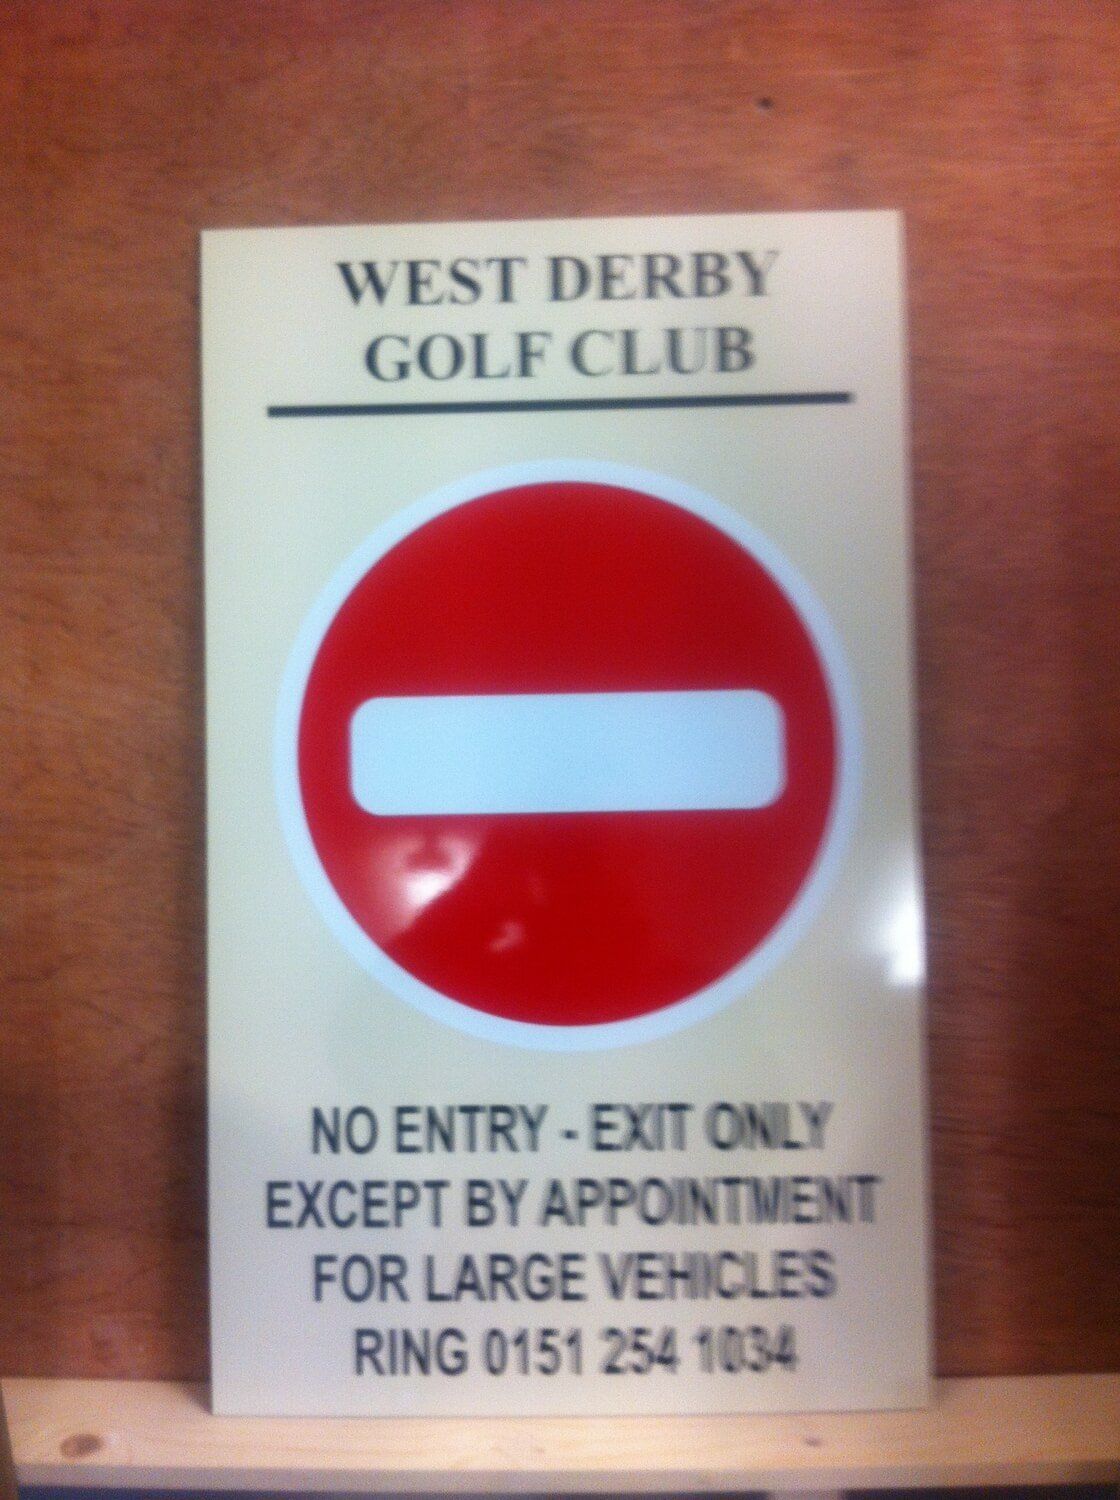 WEST DERBY
GOLF CLUB
NO ENTRY - EXIT ONLY
EXCEPT BY APPOINTMENT
FOR LARGE VEHICLES
RING 0151 254 1034